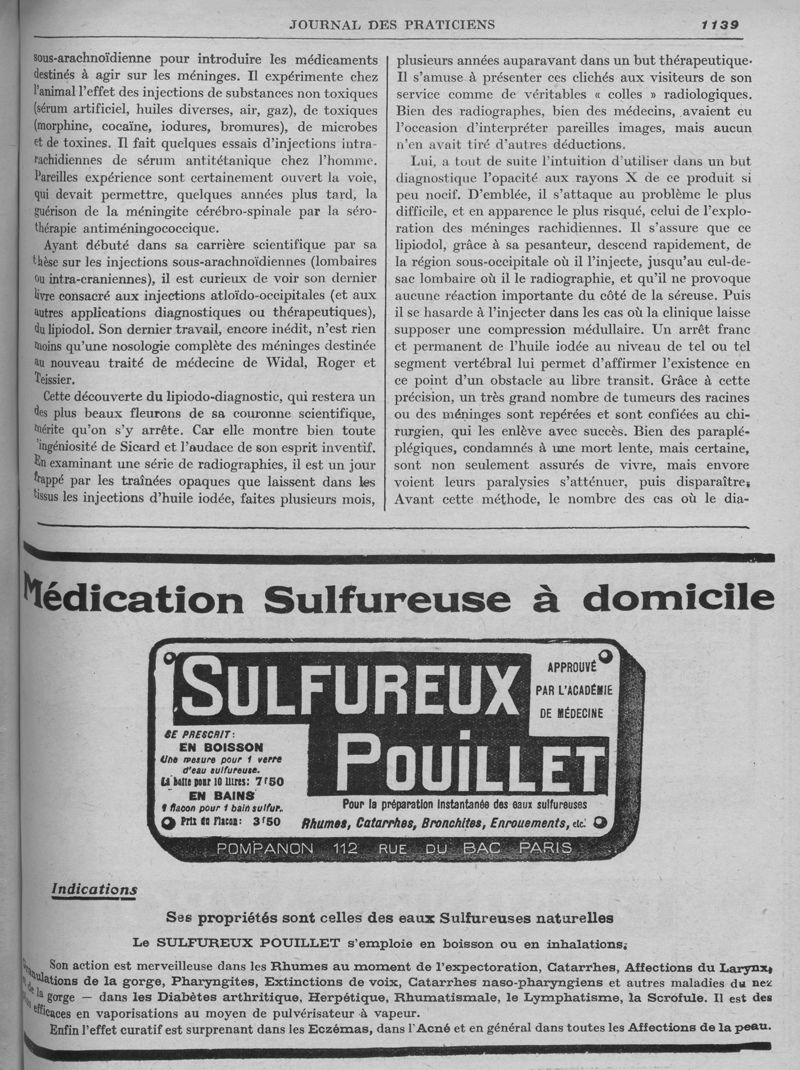 JOURNAL DES PRATICIENS
1139
sous-arachnoïdienne pour introduire les médicaments
destinés à agir sur les méninges. Il expérimente chez
l'animal l'effet des injections de substances non toxiques
(sérum artificiel, huiles diverses, air, gaz), de toxiques
(morphine, cocaïne, iodures, bromures), de microbes
et de toxines. Il fait quelques essais d'injections intra-
rachidiennes de sérum antitétanique chez l'homme.
Pareilles expérience sont certainement ouvert la voie,
qui devait permettre, quelques années plus tard, la
guérison de la méningite cérébro-spinale par la séro-
thérapie antiméningococcique.
Ayant débuté dans sa carrière scientifique par sa
thèse sur les injections sous-arachnoïdiennes (lombaires
ou intra-craniennes), il est curieux de voir son dernier
livre consacré aux injections atloïdo-occipitales (et aux
autres applications diagnostiques ou thérapeutiques),
du lipiodol. Son dernier travail, encore inédit, n'est rien
moins qu'une nosologie complète des méninges destinée
au nouveau traité de médecine de Widal, Roger et
Teissier.
Cette découverte du lipiodo-diagnostic, qui restera un
des plus beaux fleurons de sa couronne scientifique,
mérite qu'on s'y arrête. Car elle montre bien toute
'ingéniosité de Sicard et l'audace de son esprit inventif.
En examinant une série de radiographies, il est un jour
frappé par les traînées opaques que laissent dans les
tissus les injections d'huile iodée, faites plusieurs mois,
plusieurs années auparavant dans un but thérapeutique.
Il s'amuse à présenter ces clichés aux visiteurs de son
service comme de véritables « colles » radiologiques.
Bien des radiographes, bien des médecins, avaient eu
l'occasion d'interpréter pareilles images, mais aucun
n'en avait tiré d'autres déductions.
Lui, a tout de suite l'intuition d'utiliser dans un but
diagnostique l'opacité aux rayons X de ce produit si
peu nocif. D'emblée, il s'attaque au problème le plus
difficile, et en apparence le plus risqué, celui de l'explo-
ration des méninges rachidiennes. Il s'assure que ce
lipiodol, grâce à sa pesanteur, descend rapidement, de
la région sous-occipitale où il l'injecte, jusqu'au cul-de-
sac lombaire où il le radiographie, et qu'il ne provoque
aucune réaction importante du côté de la séreuse. Puis
il se hasarde à l'injecter dans les cas où la clinique laisse
supposer une compression médullaire. Un arrêt franc
et permanent de l'huile iodée au niveau de tel ou tel
segment vertébral lui permet d'affirmer l'existence en
ce point d'un obstacle au libre transit. Grâce à cette
précision, un très grand nombre de tumeurs des racines
ou des méninges sont repérées et sont confiées au chi-
rurgien, qui les enlève avec succès. Bien des paraplé-
plégiques, condamnés à une mort lente, mais certaine,
sont non seulement assurés de vivre, mais envore
voient leurs paralysies s'atténuer, puis disparaître.
Avant cette méthode, le nombre des cas où le dia-
Médication Sulfureuse à domicile
SULFUREUX
POUILLET
APPROUVÉ
PAR L'ACADÉMIE
DE MÉDECINE
SE PRESCRIT:
EN BOISSON
Une mesure pour 1 verre
d'eau sulfureuse.
La boîte pour 10 litres: 7f50
EN BAINS
1 flacon pour 1 bain sulfur..
Prix du flacon: 3f50
Pour la préparation instantanée des eaux sulfureuses
Rhumes, Catarrhes, Bronchites, Enrouements, etc.
POMPANON 112 RUE DU BAC PARIS
Indications
Ses propriétés sont celles des eaux Sulfureuses naturelles
Le SULFUREUX POUILLET s'emploie en boisson ou en inhalations.
Son action est merveilleuse dans les Rhumes au moment de l'expectoration, Catarrhes, Affections du Larynx,
Granulations de la gorge, Pharyngites, Extinctions de voix, Catarrhes naso-pharyngiens et autres maladies du nez
de la gorge — dans les Diabètes arthritique, Herpétique, Rhumatismale, le Lymphatisme, la Scrofule. Il est des
efficaces en vaporisations au moyen de pulvérisateur à vapeur.
Enfin l'effet curatif est surprenant dans les Eczémas, dans l'Acné et en général dans toutes les Affections de la peau.